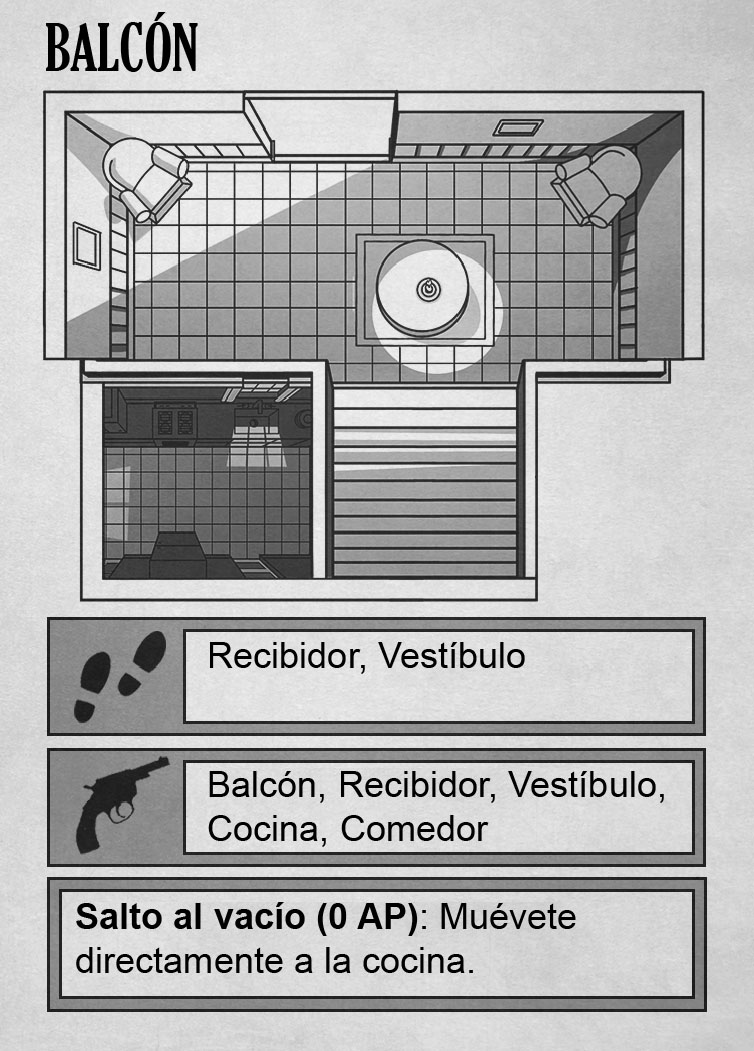 BALCÓN
Recibidor, Vestíbulo
Balcón, Recibidor, Vestíbulo,
Cocina, Comedor
Salto al vacío (0 AP): Muévete
directamente a la cocina.